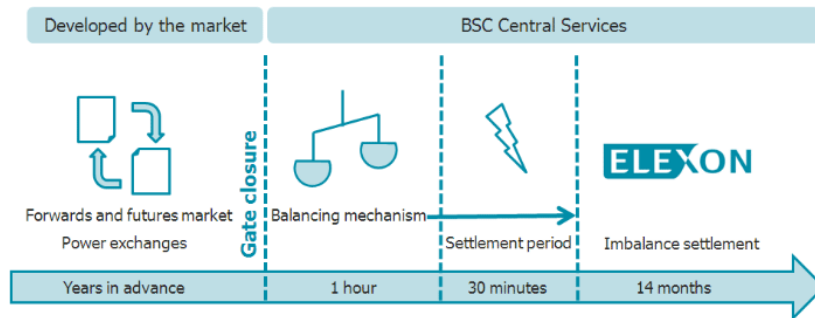 Developed by the market
BSC Central Services
Gate closure
ELEXON
Forwards and futures market
Balancing mechanism
Power exchanges
Settlement period
Imbalance settlement
Years in advance
1 hour
30 minutes
14 months